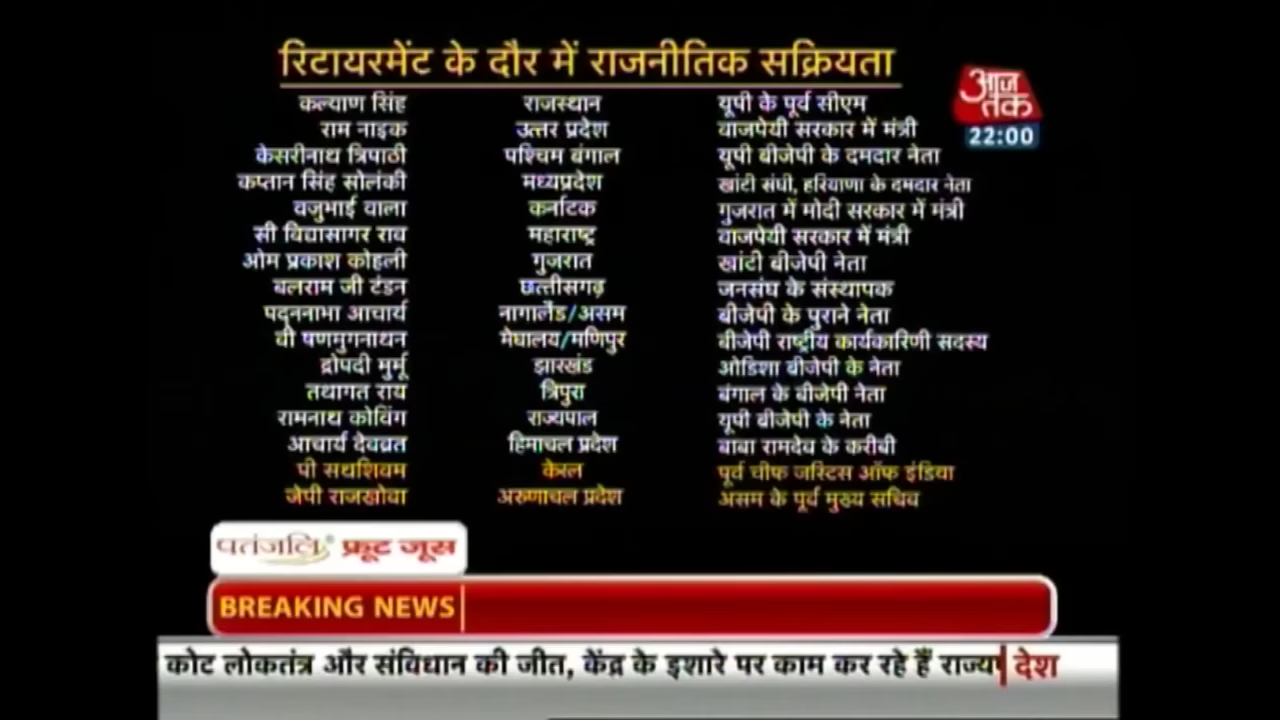 रिटायरमेंट के दौर में राजनीतिक सक्रियता
आज तक
22:00
कल्याण सिंह राजस्थान यूपी के पूर्व सीएम
राम नाइक उत्तर प्रदेश वाजपेयी सरकार में मंत्री
केसरीनाथ त्रिपाठी पश्चिम बंगाल यूपी बीजेपी के दमदार नेता
कप्तान सिंह सोलंकी मध्यप्रदेश खांटी संघी, हरियाणा के दमदार नेता
वजुभाई वाला कर्नाटक गुजरात में मोदी सरकार में मंत्री
सी विद्यासागर राव महाराष्ट्र वाजपेयी सरकार में मंत्री
ओम प्रकाश कोहली गुजरात खांटी बीजेपी नेता
बलराम जी टंडन छत्तीसगढ़ जनसंघ के संस्थापक
पद्मनाभा आचार्य नागालैंड/असम बीजेपी के पुराने नेता
वी षणमुगनाथन मेघालय/मणिपुर बीजेपी राष्ट्रीय कार्यकारिणी सदस्य
द्रोपदी मुर्मू झारखंड ओडिशा बीजेपी के नेता
तथागत राय त्रिपुरा बंगाल के बीजेपी नेता
रामनाथ कोविंग राज्यपाल यूपी बीजेपी के नेता
आचार्य देवव्रत हिमाचल प्रदेश बाबा रामदेव के करीबी
पी सथशिवम केरल पूर्व चीफ जस्टिस ऑफ इंडिया
जेपी राजखोवा अरुणाचल प्रदेश असम के पूर्व मुख्य सचिव
पतंजलि® फ्रूट जूस
BREAKING NEWS
कोट लोकतंत्र और संविधान की जीत, केंद्र के इशारे पर काम कर रहे हैं देश